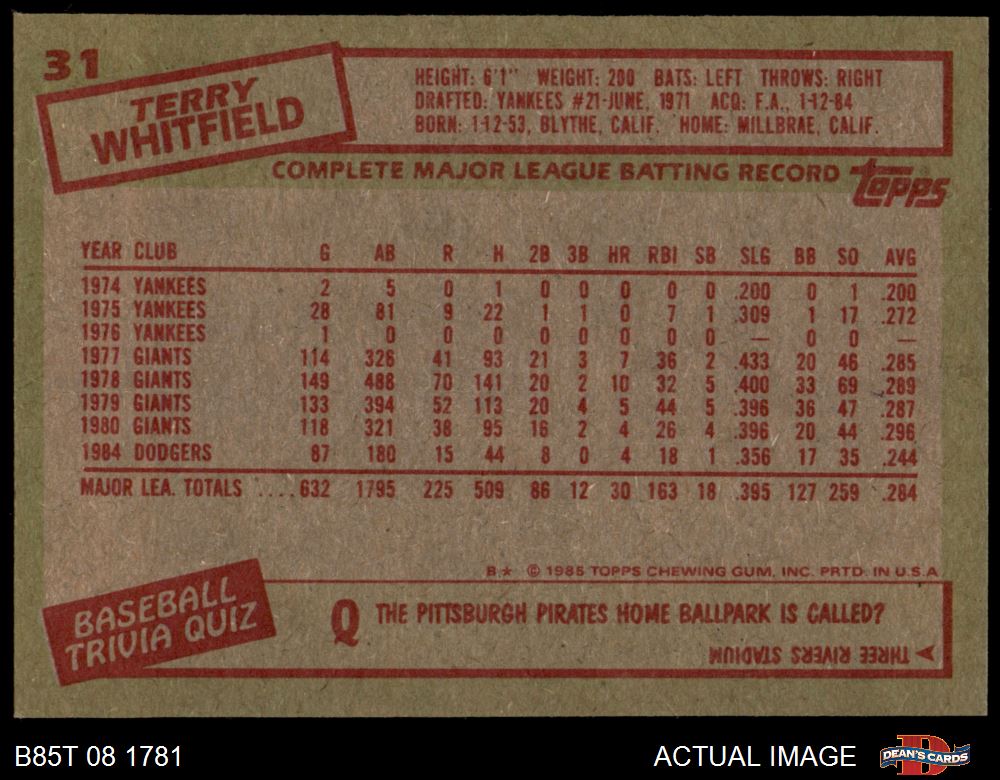 31
TERRY
WHITFIELD
HEIGHT: 6'1" WEIGHT: 200 BATS: LEFT THROWS: RIGHT
DRAFTED: YANKEES #21-JUNE, 1971 ACQ: F.A., 1-12-84
BORN: 1-12-53, BLYTHE, CALIF. HOME: MILLBRAE, CALIF.
COMPLETE MAJOR LEAGUE BATTING RECORD topps
YEAR CLUB G AB R H 2B 3B HR RBI SB SLG BB SO AVG
1974 YANKEES 2 5 0 1 0 0 0 0 0 .200 0 1 .200
1975 YANKEES 28 81 9 22 1 1 0 7 1 .309 1 17 .272
1976 YANKEES 1 0 0 0 0 0 0 0 0 — 0 0 —
1977 GIANTS 114 326 41 93 21 3 7 36 2 .433 20 46 .285
1978 GIANTS 149 488 70 141 20 2 10 32 5 .400 33 69 .289
1979 GIANTS 133 394 52 113 20 4 5 44 5 .396 36 47 .287
1980 GIANTS 118 321 38 95 16 2 4 26 4 .396 20 44 .296
1984 DODGERS 87 180 15 44 8 0 4 18 1 .356 17 35 .244
MAJOR LEA. TOTALS ....632 1795 225 509 86 12 30 163 18 .395 127 259 .284
B* © 1985 TOPPS CHEWING GUM, INC. PRTD. IN U.S.A
BASEBALL
TRIVIA QUIZ
Q THE PITTSBURGH PIRATES HOME BALLPARK IS CALLED?
THREE RIVERS STADIUM
B85T 08 1781 ACTUAL IMAGE DEAN'S CARDS